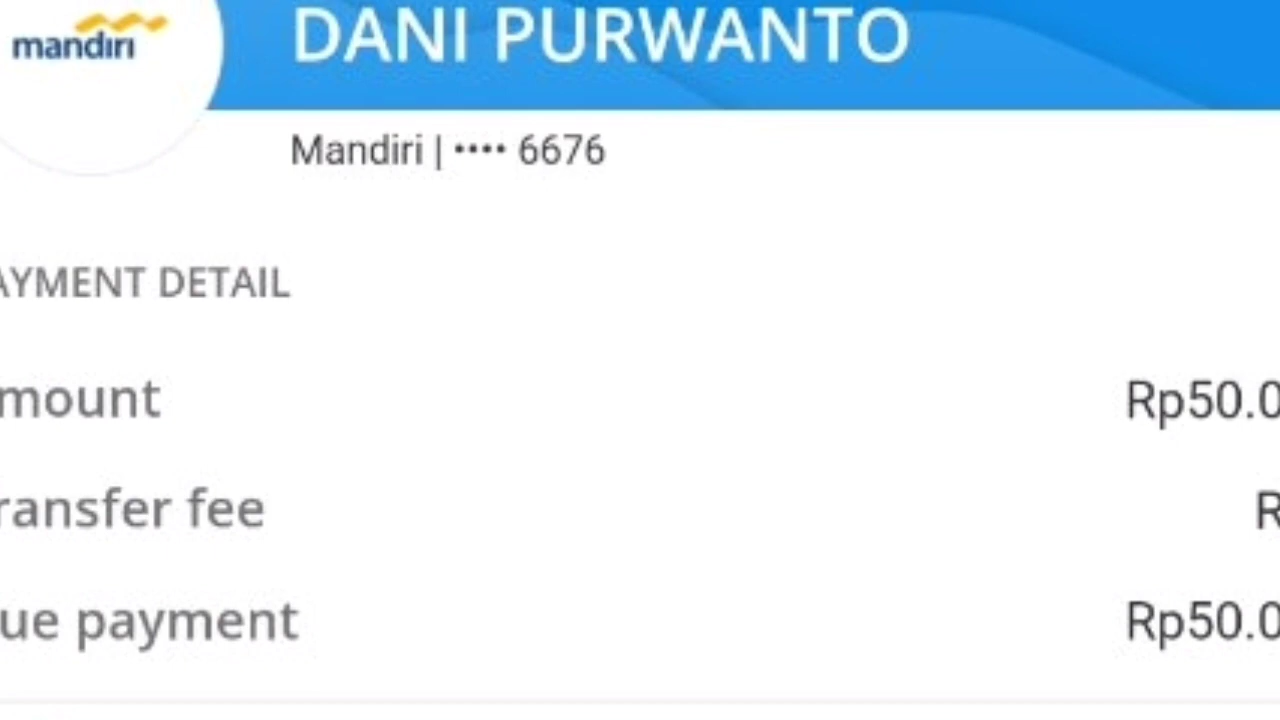 mandiri
DANI PURWANTO
Mandiri | •••• 6676
AYMENT DETAIL
mount
Rp50.0
ransfer fee
R
ue payment
Rp50.0